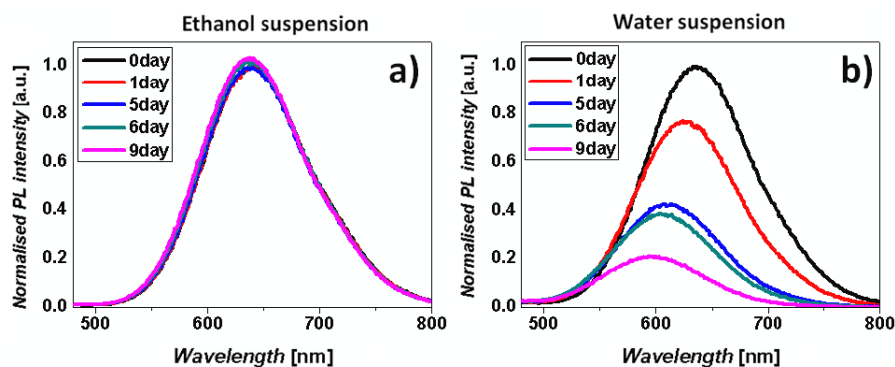 Ethanol suspension
a)
0day
1day
5day
6day
9day
Normalised PL intensity [a.u.]
1.0
0.8
0.6
0.4
0.2
0.0
500 600 700 800
Wavelength [nm]
Water suspension
b)
0day
1day
5day
6day
9day
Normalised PL intensity [a.u.]
1.0
0.8
0.6
0.4
0.2
0.0
500 600 700 800
Wavelength [nm]